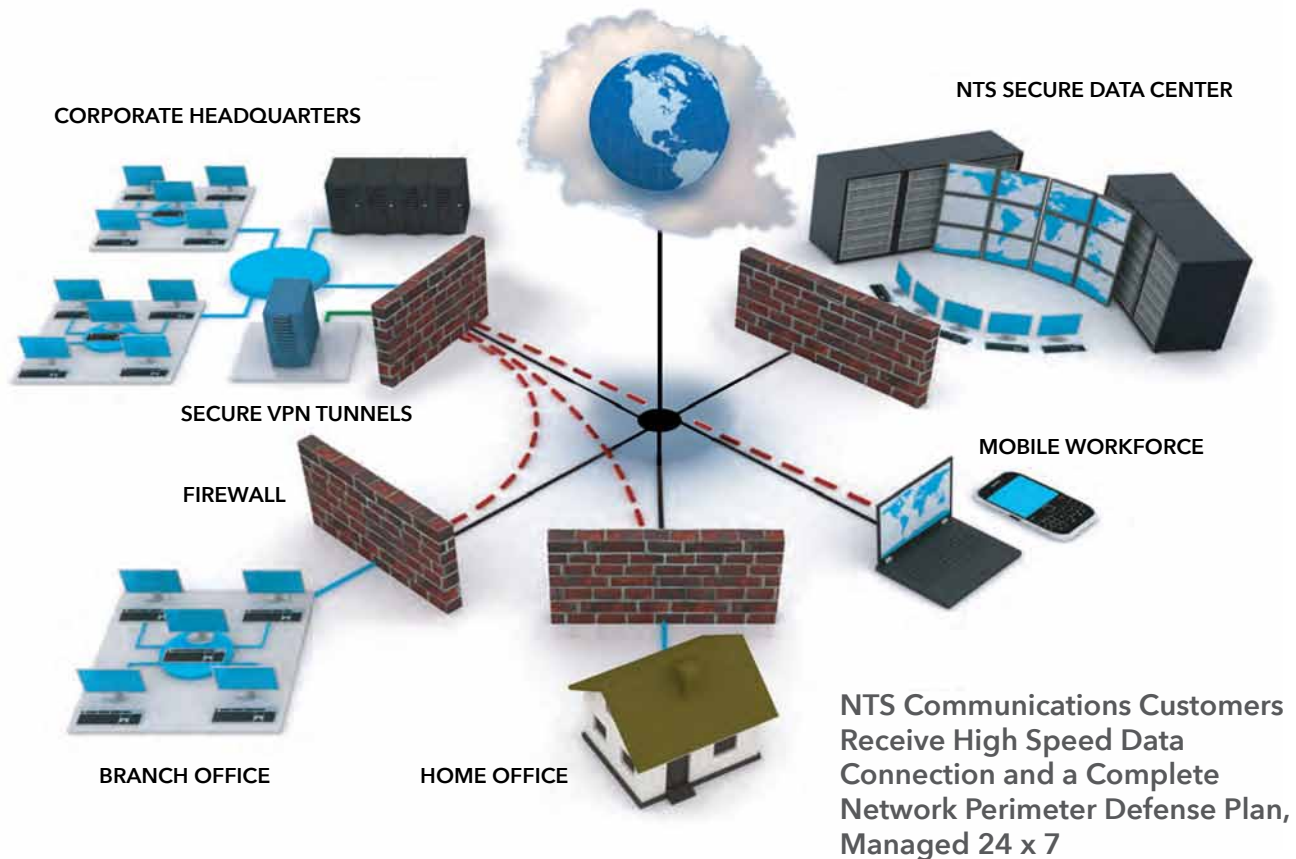 NTS SECURE DATA CENTER
CORPORATE HEADQUARTERS
SECURE VPN TUNNELS
MOBILE WORKFORCE
FIREWALL
BRANCH OFFICE
HOME OFFICE
NTS Communications Customers
Receive High Speed Data
Connection and a Complete
Network Perimeter Defense Plan,
Managed 24 x 7